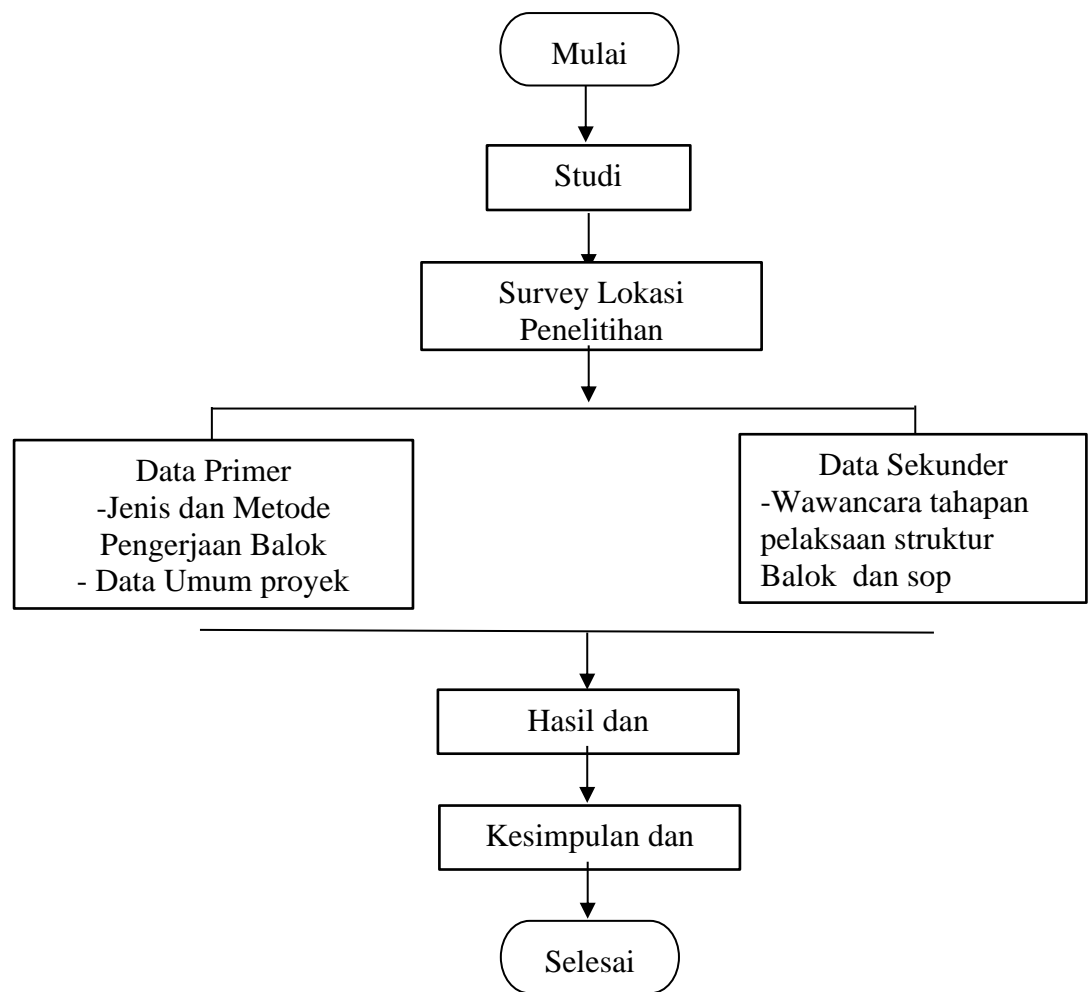 Mulai
Studi
Survey Lokasi
Penelitihan
Data Primer
-Jenis dan Metode
Pengerjaan Balok
- Data Umum proyek
Data Sekunder
-Wawancara tahapan
pelaksaan struktur
Balok dan sop
Hasil dan
Kesimpulan dan
Selesai